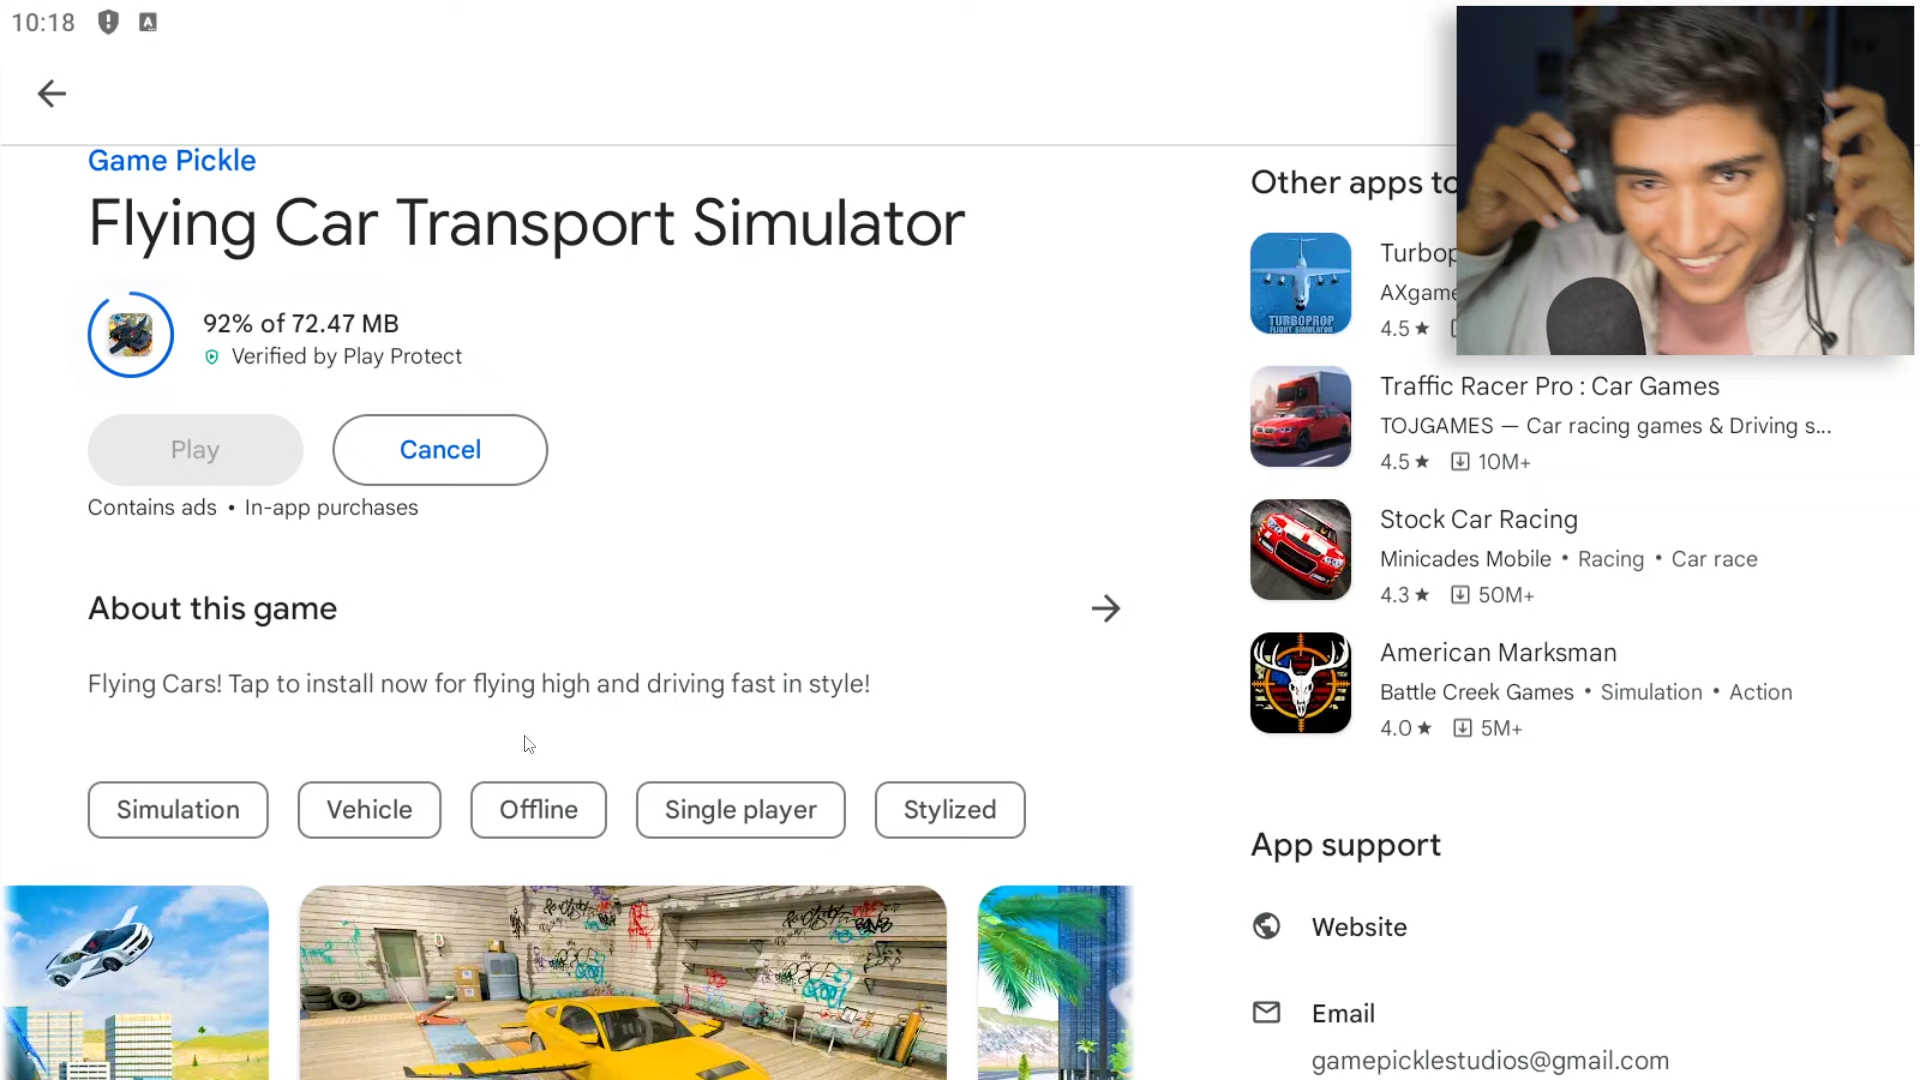 10:18
Game Pickle
Flying Car Transport Simulator
92% of 72.47 MB
Verified by Play Protect
Play
Cancel
Contains ads • In-app purchases
About this game
Flying Cars! Tap to install now for flying high and driving fast in style!
Simulation
Vehicle
Offline
Single player
Stylized
Other apps to
TURBOPROP
FLIGHT SIMULATOR
4.5★
Traffic Racer Pro : Car Games
TOJGAMES — Car racing games & Driving s...
4.5★ 10M+
Stock Car Racing
Minicades Mobile • Racing • Car race
4.3★ 50M+
American Marksman
Battle Creek Games • Simulation • Action
4.0★ 5M+
App support
Website
Email
gamepicklestudios@gmail.com